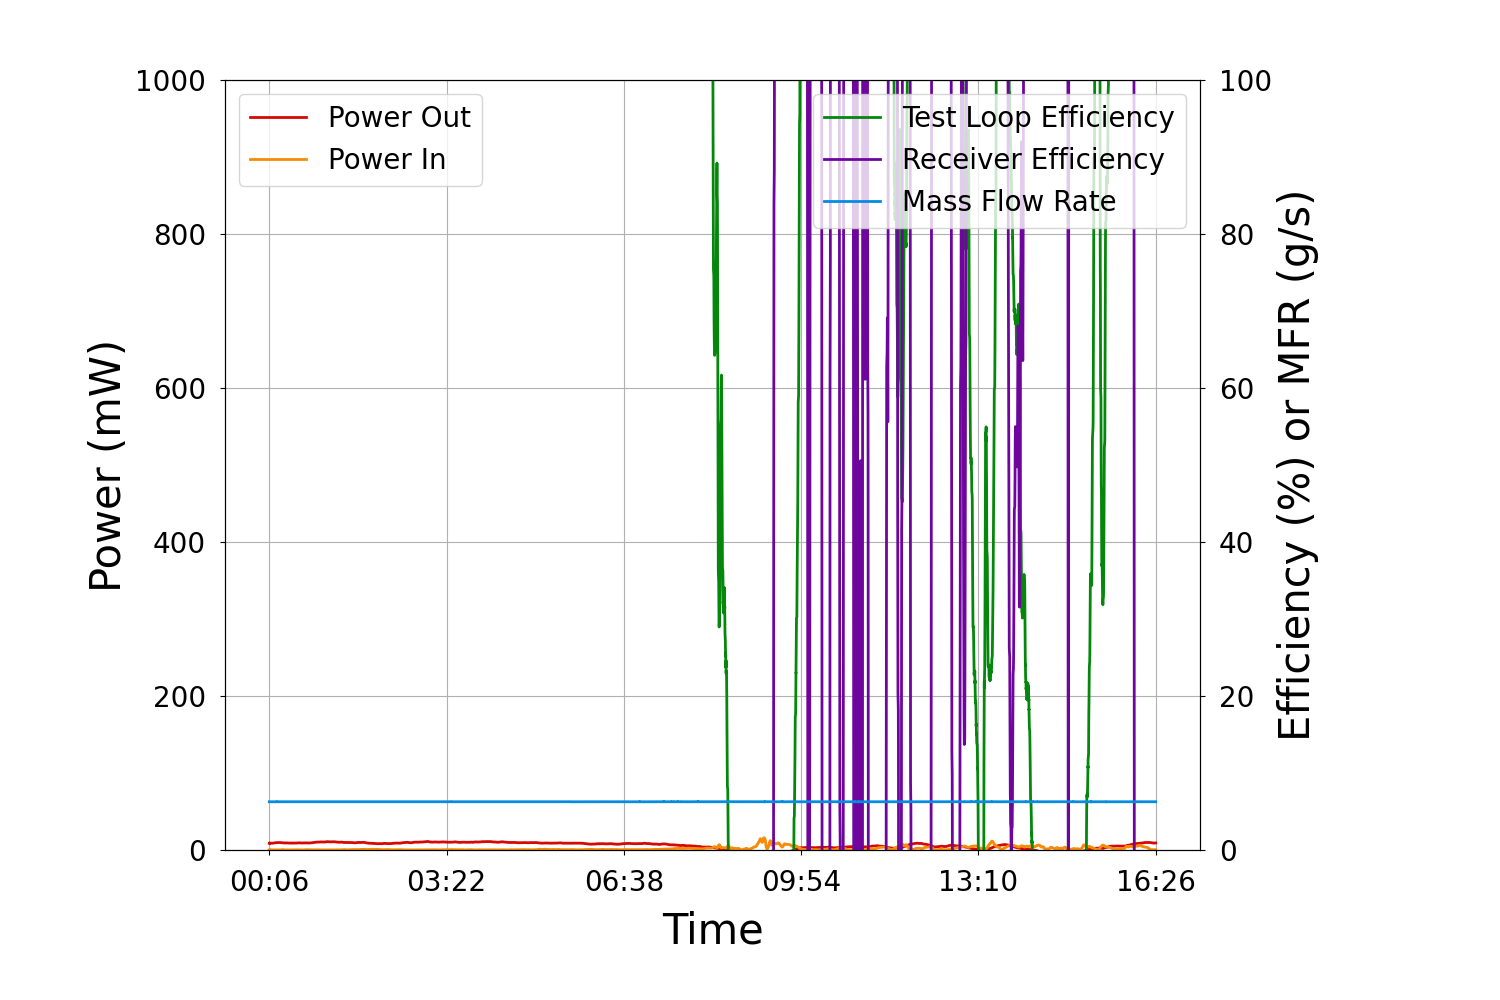 1000
800
600
400
200
0
Power (mW)
Power Out
Power In
Test Loop Efficiency
Receiver Efficiency
Mass Flow Rate
100
80
60
40
20
0
Efficiency (%) or MFR (g/s)
00:06 03:22 06:38 09:54 13:10 16:26
Time